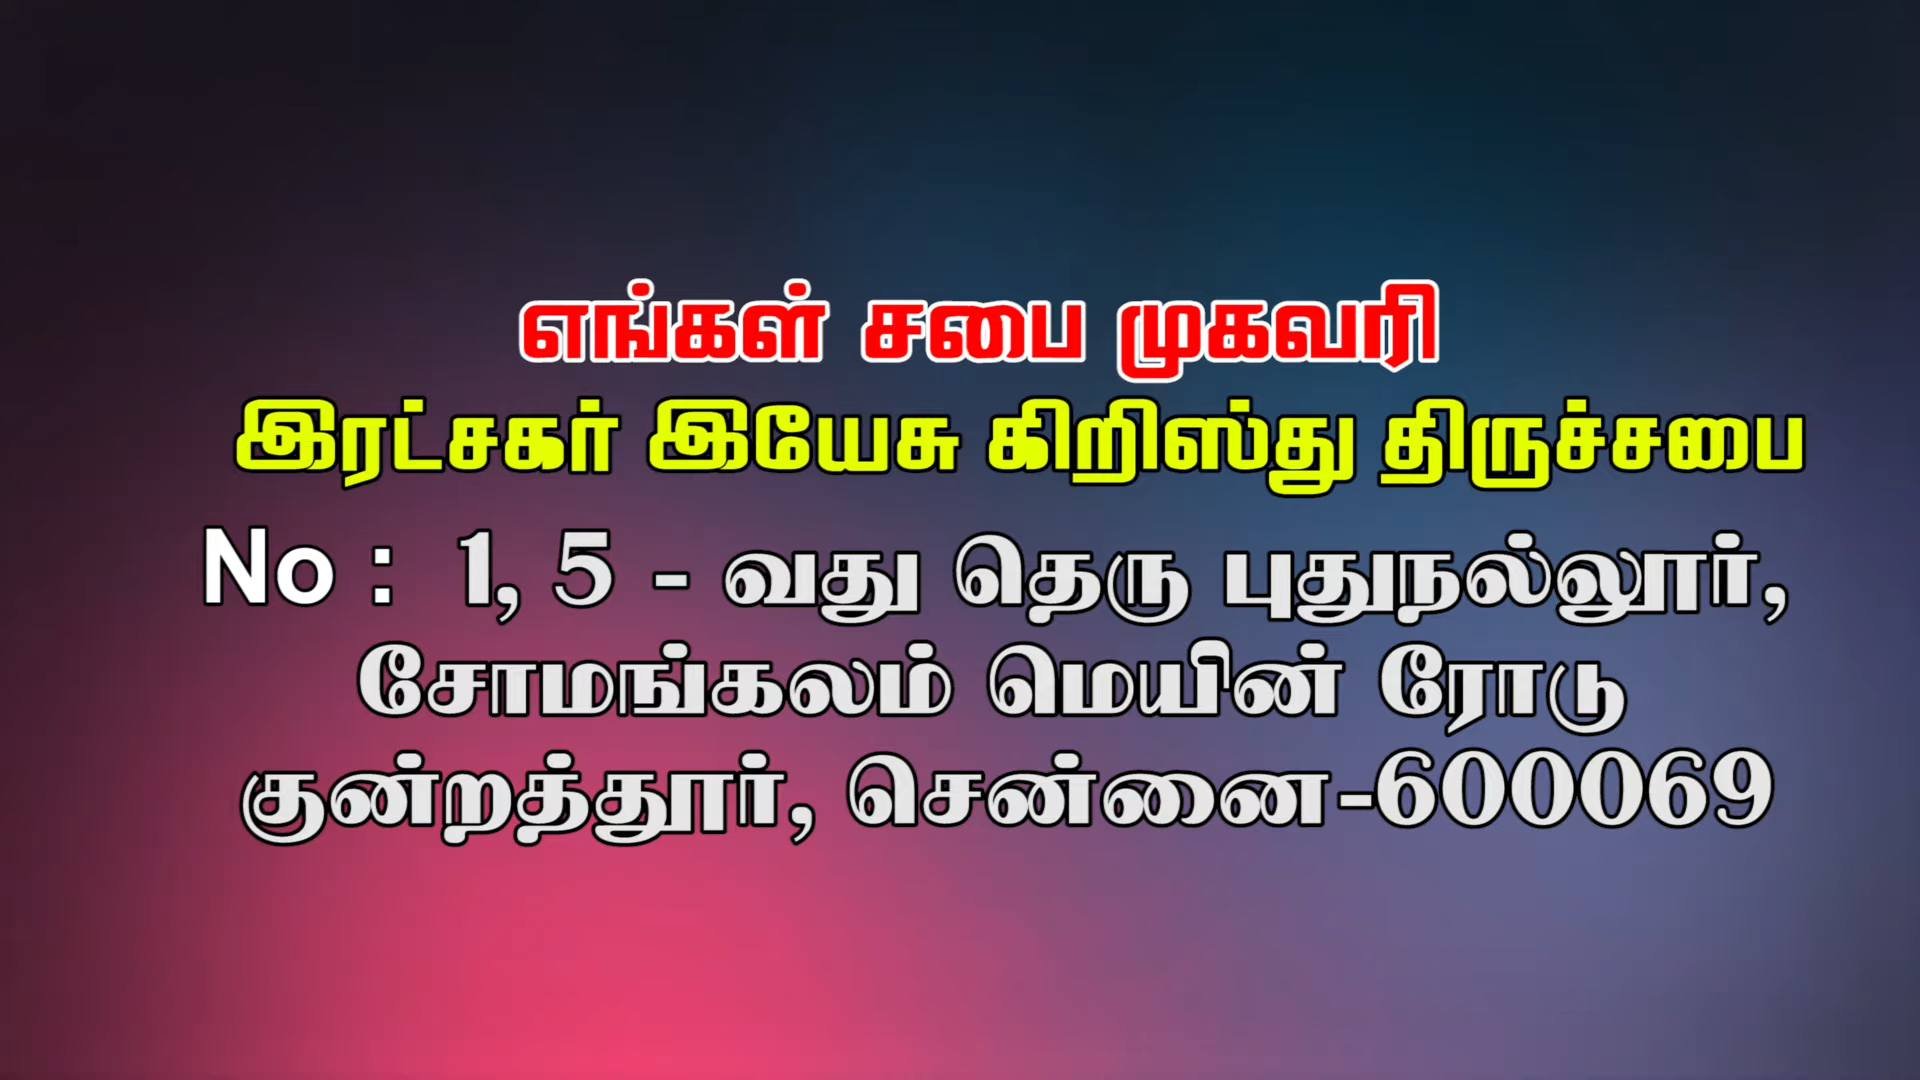 எங்கள் சபை முகவரி
இரட்சகர் இயேசு கிறிஸ்து திருச்சபை
No : 1, 5 - வது தெரு புதுநல்லூர்,
சோமங்கலம் மெயின் ரோடு
குன்றத்தூர், சென்னை-600069